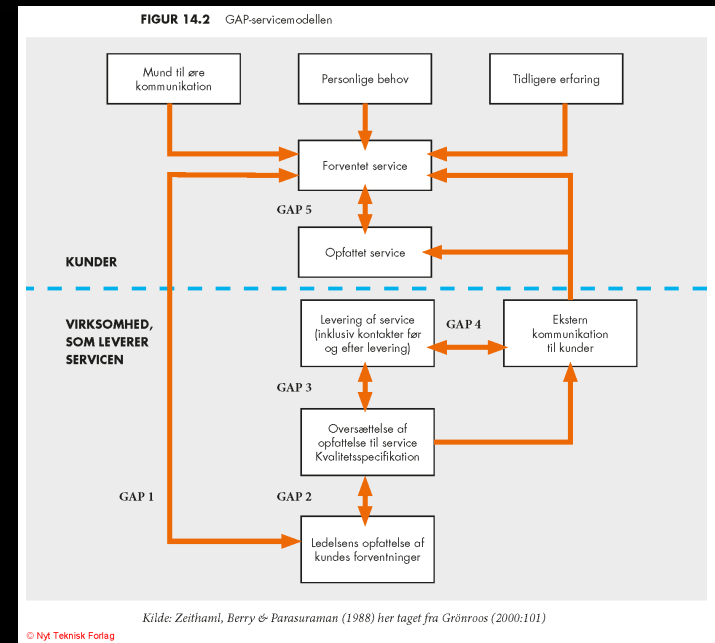 FIGUR 14.2 GAP-servicemodellen
Mund til øre
kommunikation
Personlige behov
Tidligere erfaring
Forventet service
GAP 5
Opfattet service
KUNDER
VIRKSOMHED,
SOM LEVERER
SERVICEN
Levering af service
(inklusiv kontakter før
og efter levering)
GAP 4
Ekstern
kommunikation
til kunder
GAP 3
Oversættelse af
opfattelse til service
Kvalitetsspecifikation
GAP 1
GAP 2
Ledelsens opfattelse af
kundes forventninger
Kilde: Zeithaml, Berry & Parasuraman (1988) her taget fra Grönroos (2000:101)
© Nyt Teknisk Forlag